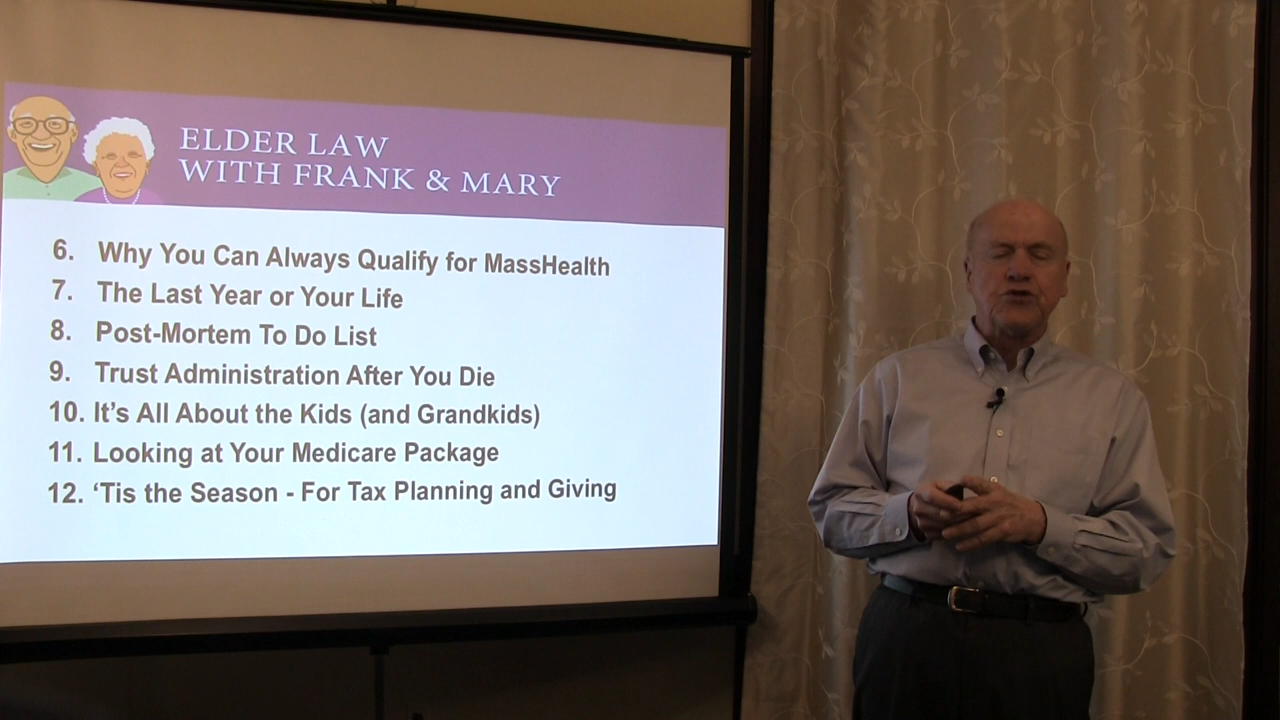 ELDER LAW
WITH FRANK & MARY
6. Why You Can Always Qualify for MassHealth
7. The Last Year or Your Life
8. Post-Mortem To Do List
9. Trust Administration After You Die
10. It's All About the Kids (and Grandkids)
11. Looking at Your Medicare Package
12. ‘Tis the Season - For Tax Planning and Giving